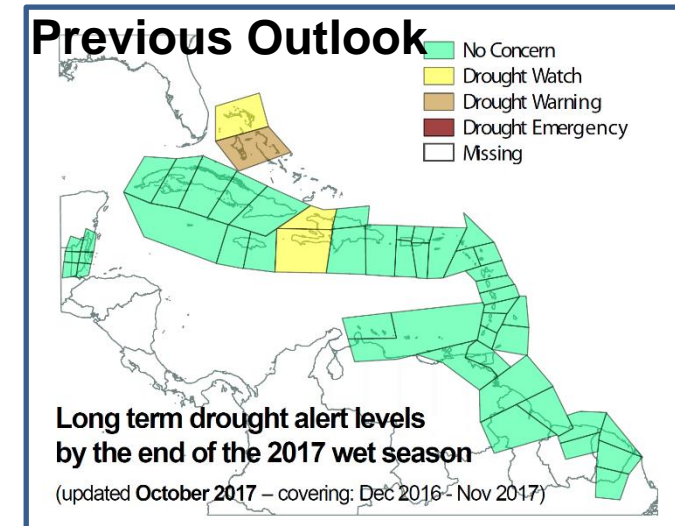 Previous Outlook
No Concern
Drought Watch
Drought Warning
Drought Emergency
Missing
Long term drought alert levels
by the end of the 2017 wet season
(updated October 2017 – covering: Dec 2016 - Nov 2017)